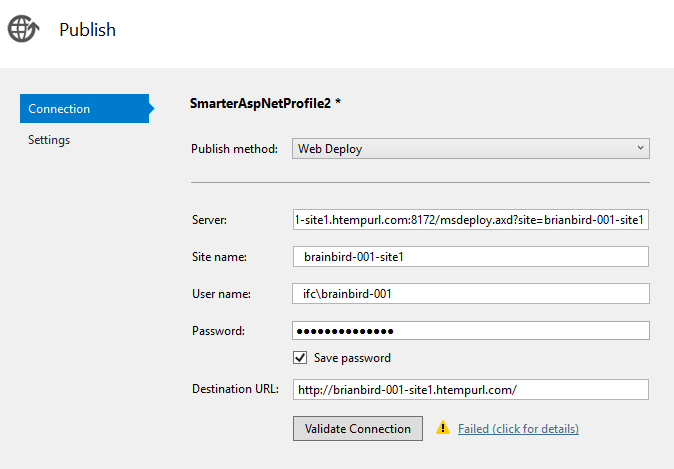 Publish
Connection
Settings
SmarterAspNetProfile2 *
Publish method: Web Deploy
Server: 1-site1.htempurl.com:8172/msdeploy.axd?site=brianbird-001-site1
Site name: brainbird-001-site1
User name: ifc\brainbird-001
Password: ●●●●●●●●●●●●●●
Save password
Destination URL: http://brianbird-001-site1.htempurl.com/
Validate Connection Failed (click for details)